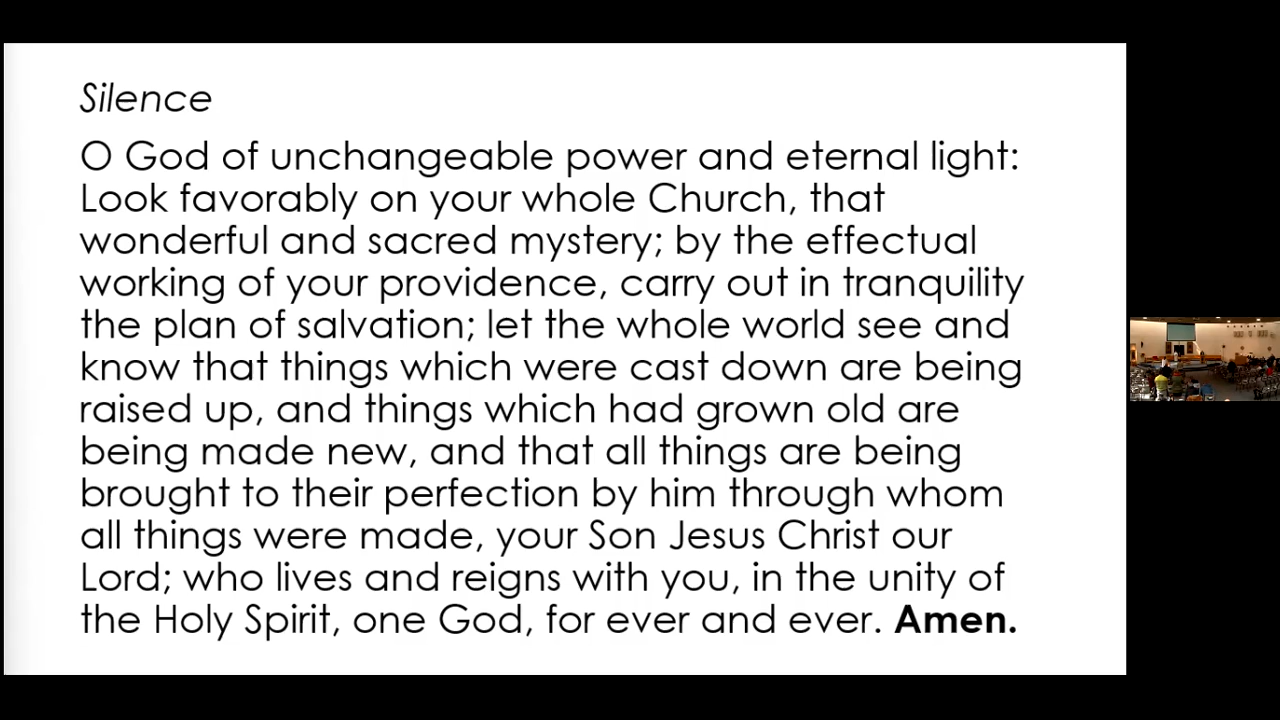 Silence
O God of unchangeable power and eternal light:
Look favorably on your whole Church, that
wonderful and sacred mystery; by the effectual
working of your providence, carry out in tranquility
the plan of salvation; let the whole world see and
know that things which were cast down are being
raised up, and things which had grown old are
being made new, and that all things are being
brought to their perfection by him through whom
all things were made, your Son Jesus Christ our
Lord; who lives and reigns with you, in the unity of
the Holy Spirit, one God, for ever and ever. Amen.